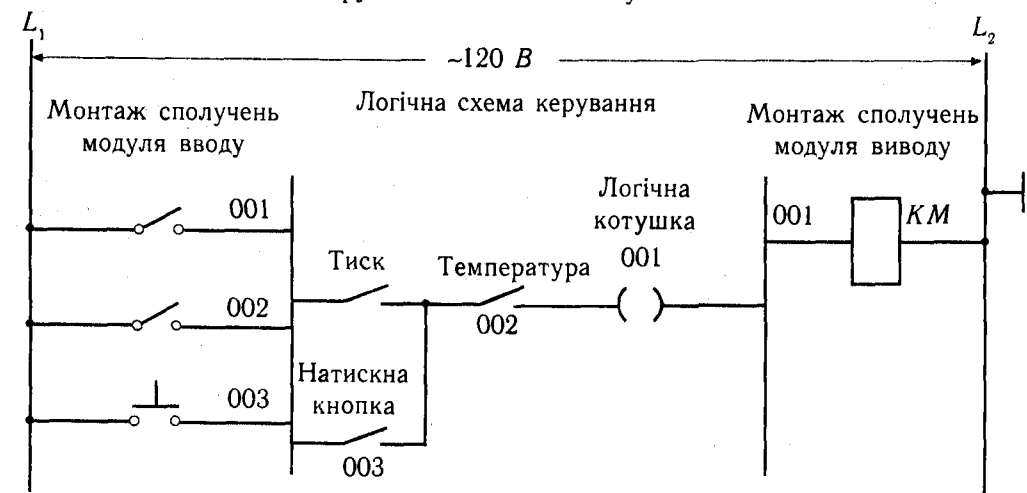 L₁
L₂
~120 В
Монтаж сполучень
модуля вводу
Логічна схема керування
Монтаж сполучень
модуля виводу
001
Тиск
Температура
Логічна
котушка
001
001
КМ
002
002
Натискна
кнопка
003
003